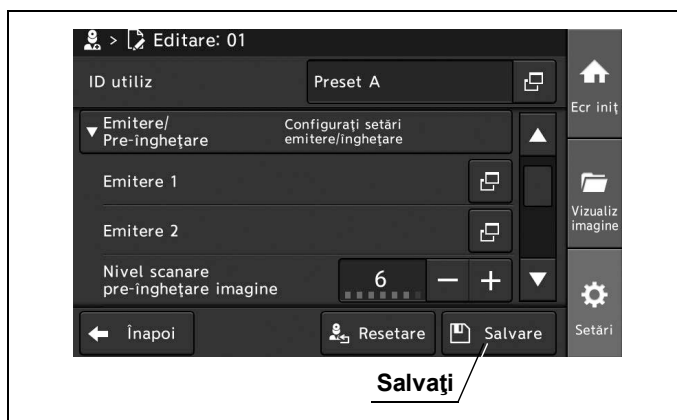 > Editare: 01
ID utiliz
Preset A
Ecr iniţ
Emitere/
Pre-îngheţare
Configuraţi setări
emitere/îngheţare
Emitere 1
Vizualiz
imagine
Emitere 2
Nivel scanare
pre-îngheţare imagine
6
Înapoi
Resetare
Salvare
Setări
Salvaţi